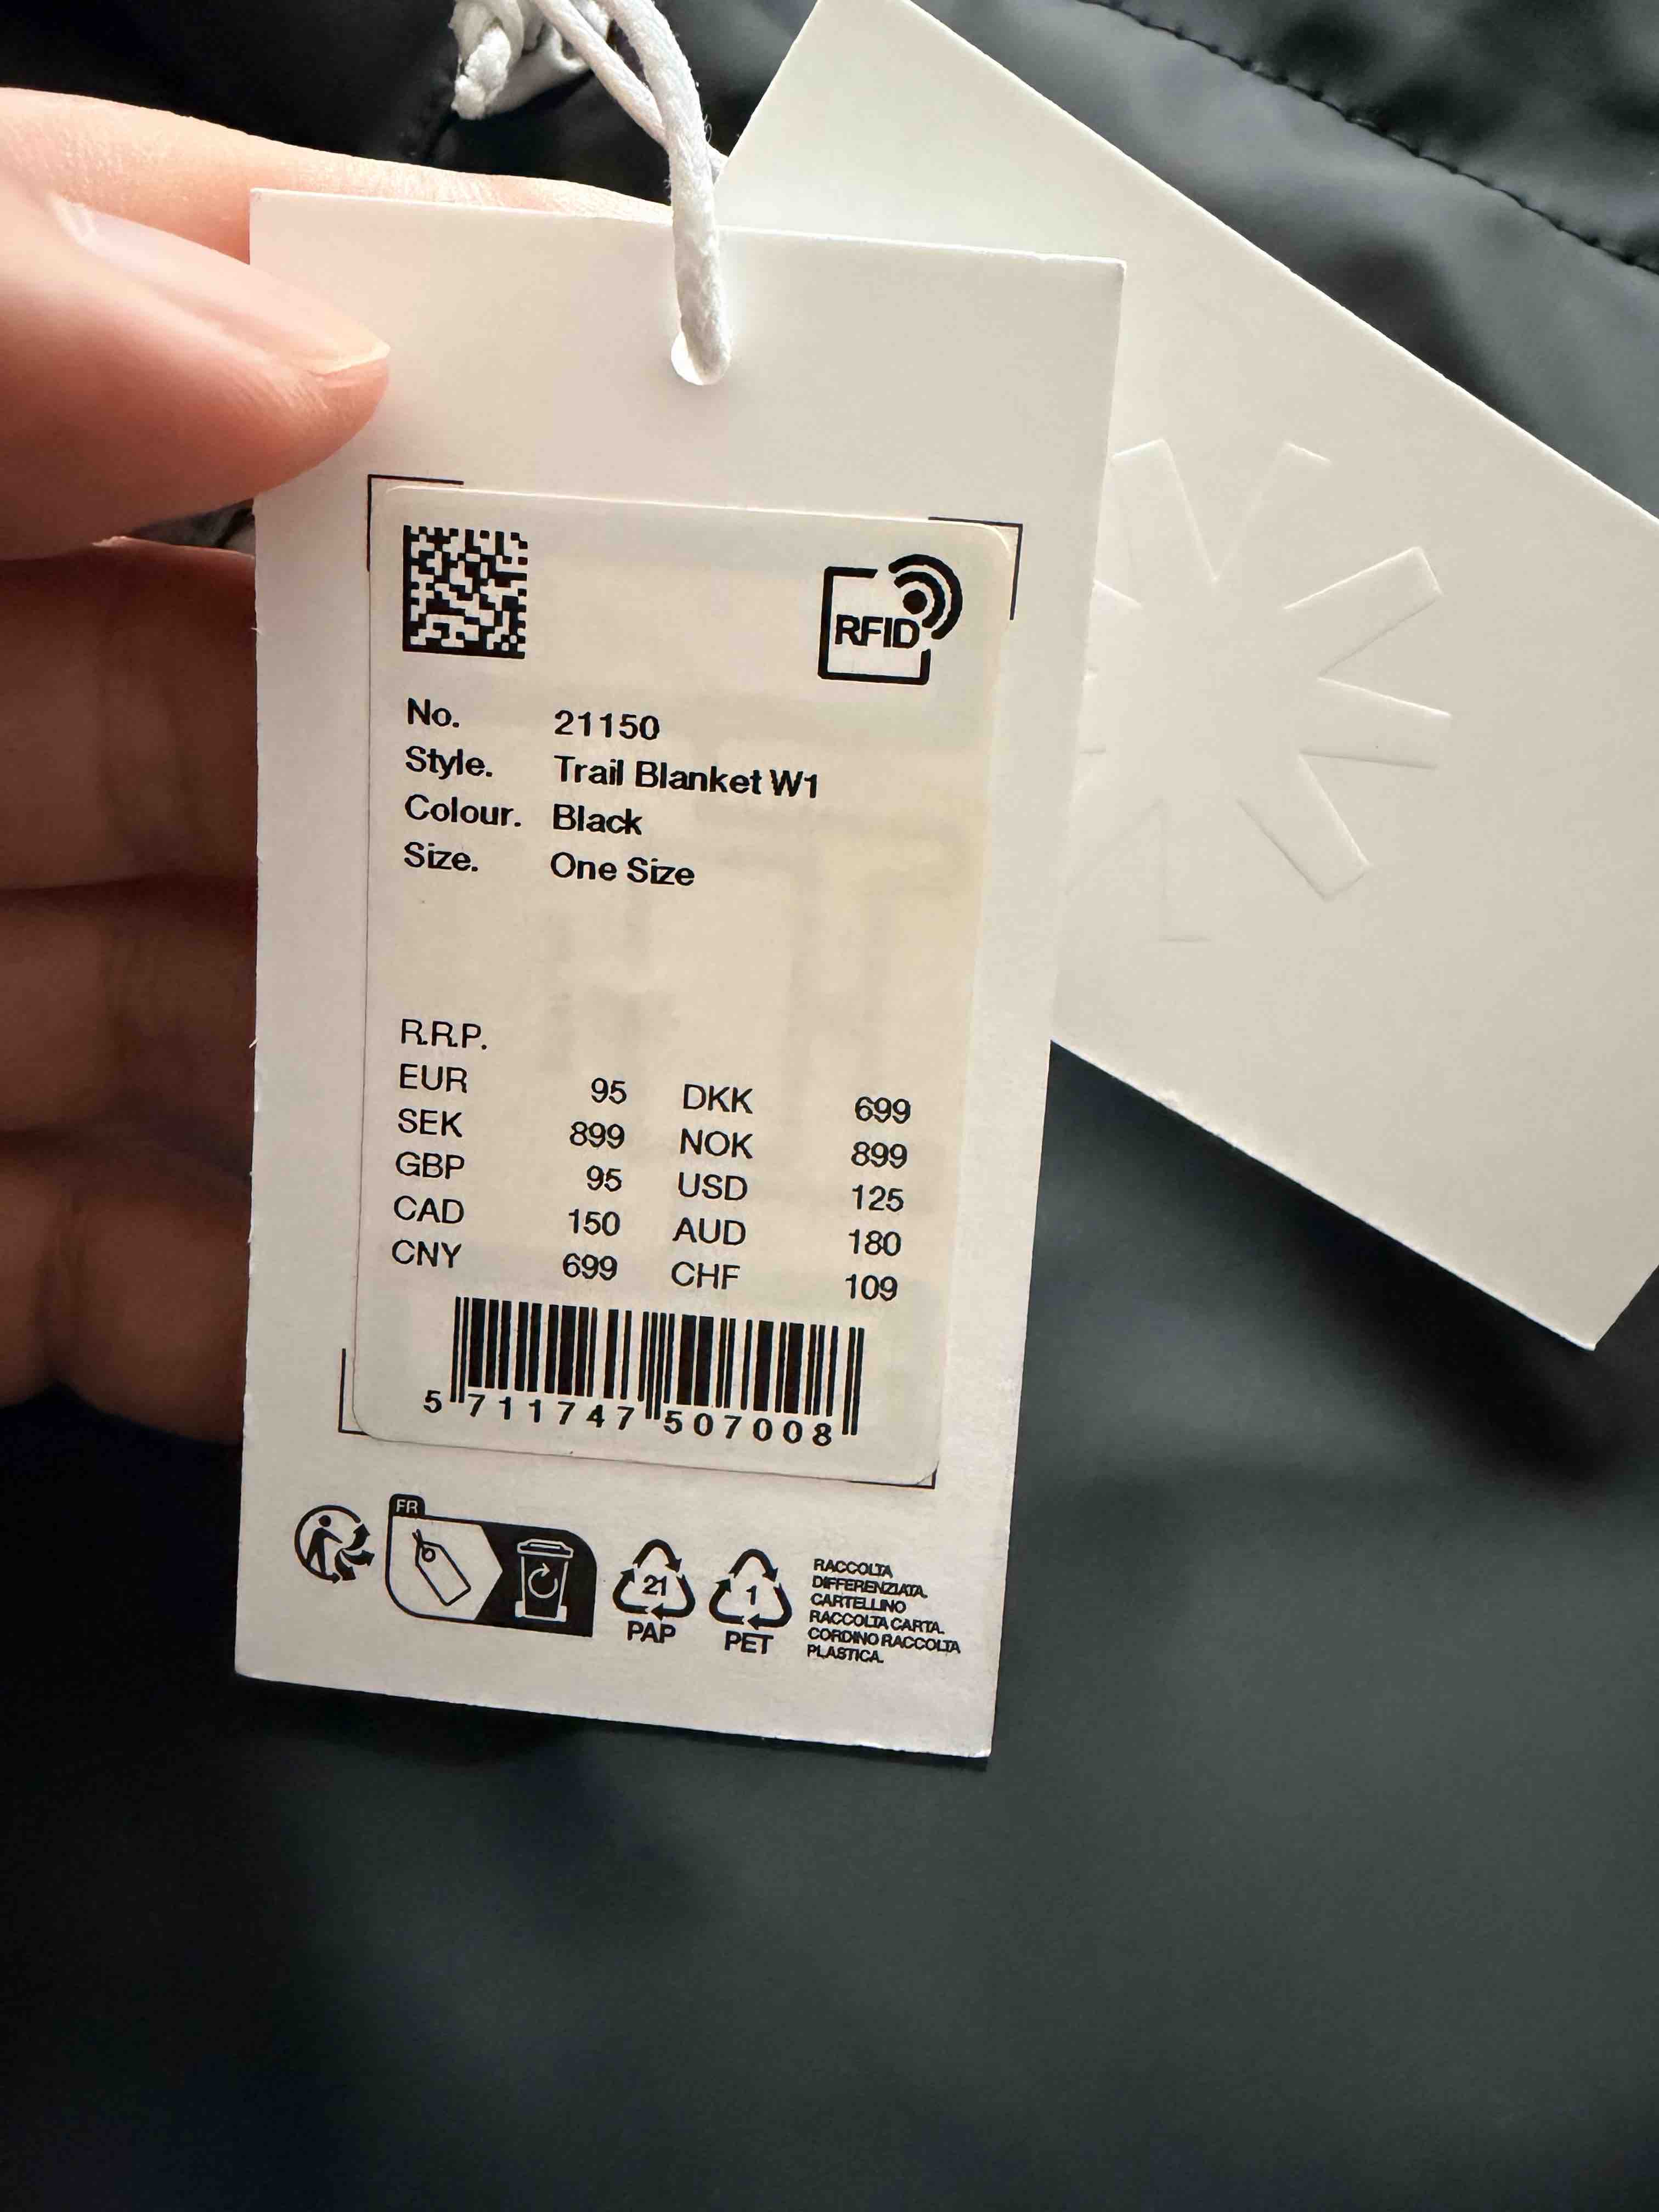 RFID
No. 21150
Style. Trail Blanket W1
Colour. Black
Size. One Size
R.R.P.
EUR 95 DKK 699
SEK 899 NOK 899
GBP 95 USD 125
CAD 150 AUD 180
CNY 699 CHF 109
5 711747 507008
FR
21
PAP
1
PET
RACCOLTA
DIFFERENZIATA.
CARTELLINO
RACCOLTA CARTA.
CORDINO RACCOLTA
PLASTICA.